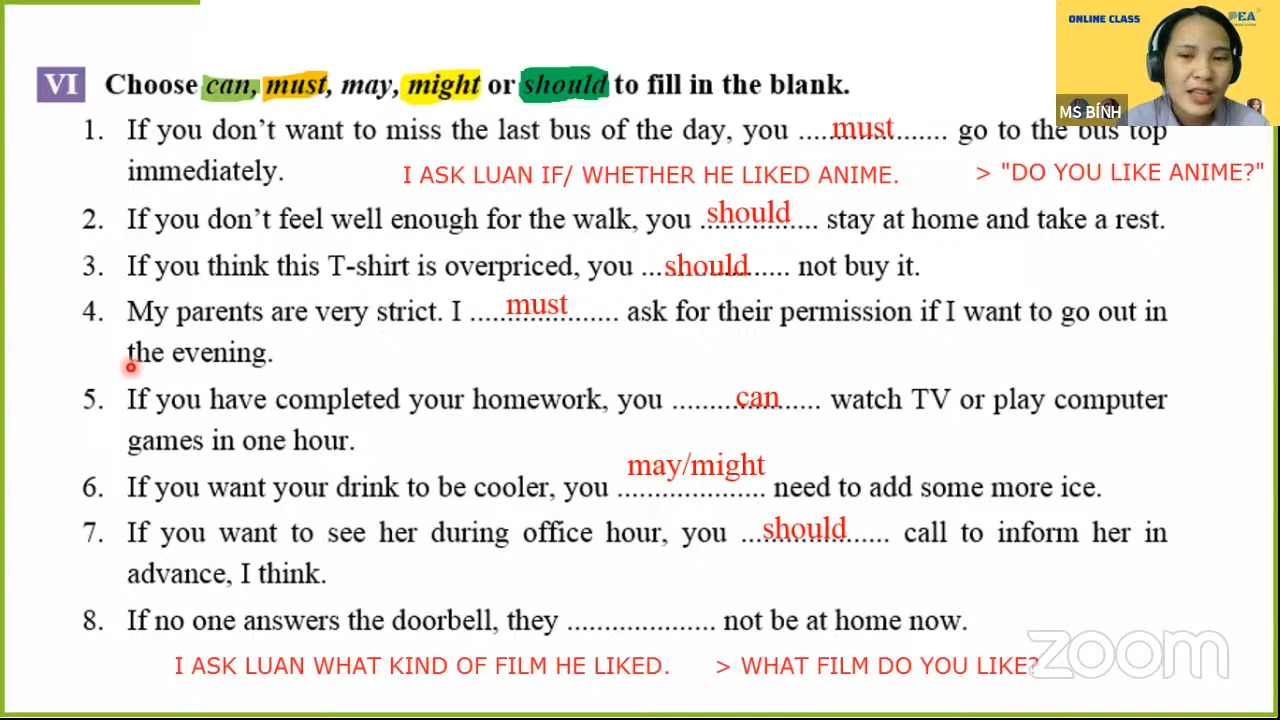 ONLINE CLASS
PEA
MS BÍNH
VI Choose can, must, may, might or should to fill in the blank.
1. If you don't want to miss the last bus of the day, you .......must....... go to the bus top
immediately.
I ASK LUAN IF/ WHETHER HE LIKED ANIME. > "DO YOU LIKE ANIME?"
2. If you don't feel well enough for the walk, you ....should.... stay at home and take a rest.
3. If you think this T-shirt is overpriced, you ...should...... not buy it.
4. My parents are very strict. I ......must....... ask for their permission if I want to go out in
the evening.
5. If you have completed your homework, you ........can...... watch TV or play computer
games in one hour.
may/might
6. If you want your drink to be cooler, you .................... need to add some more ice.
7. If you want to see her during office hour, you ...should...... call to inform her in
advance, I think.
8. If no one answers the doorbell, they .................... not be at home now.
zoom
I ASK LUAN WHAT KIND OF FILM HE LIKED. > WHAT FILM DO YOU LIKE?